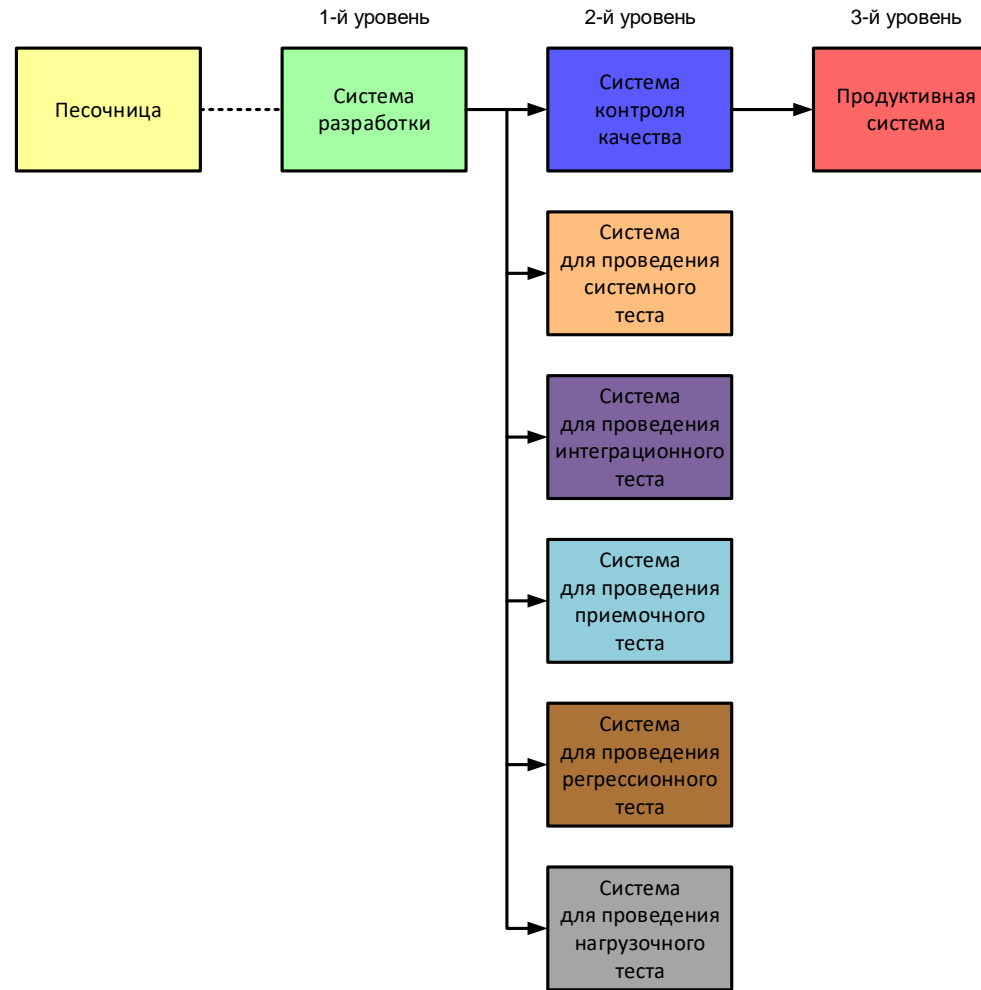 1-й уровень
2-й уровень
3-й уровень
Песочница
Система
разработки
Система
контроля
качества
Продуктивная
система
Система
для проведения
системного
теста
Система
для проведения
интеграционного
теста
Система
для проведения
приемочного
теста
Система
для проведения
регрессионного
теста
Система
для проведения
нагрузочного
теста